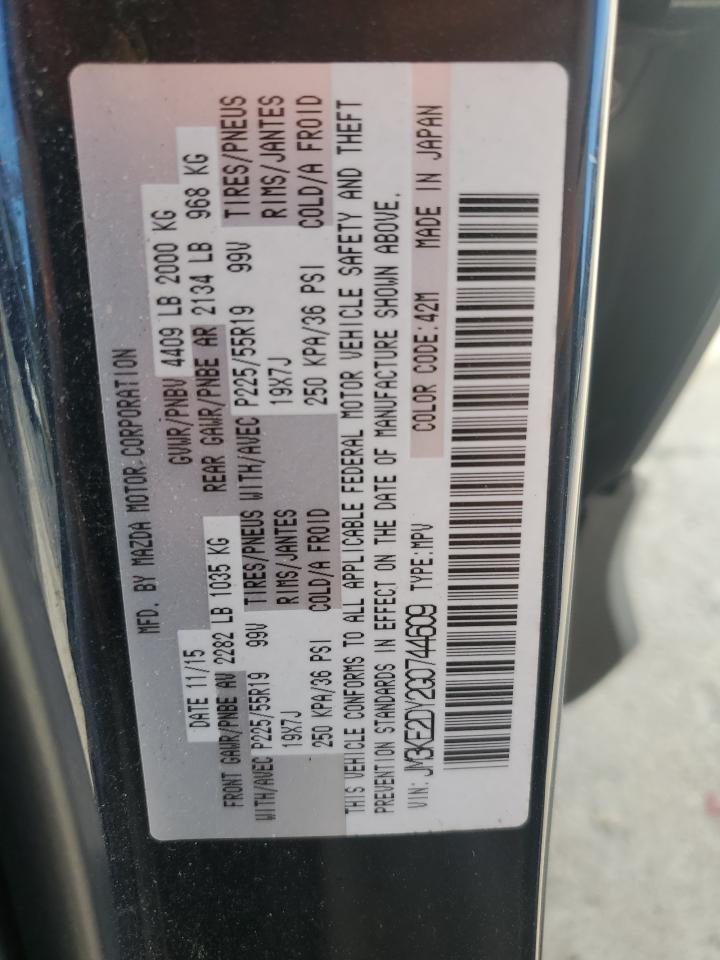 MFD. BY MAZDA MOTOR CORPORATION
DATE 11/15 GVWR/PNBV 4409 LB 2000 KG
FRONT GAWR/PNBE AV 2282 LB 1035 KG REAR GAWR/PNBE AR 2134 LB 968 KG
WITH/AVEC P225/55R19 99V TIRES/PNEUS WITH/AVEC P225/55R19 99V TIRES/PNEUS
19X7J RIMS/JANTES 19X7J RIMS/JANTES
250 KPA/36 PSI COLD/A FROID 250 KPA/36 PSI COLD/A FROID
THIS VEHICLE CONFORMS TO ALL APPLICABLE FEDERAL MOTOR VEHICLE SAFETY AND THEFT
PREVENTION STANDARDS IN EFFECT ON THE DATE OF MANUFACTURE SHOWN ABOVE.
VIN: JM3KE2DY2G0744609 TYPE:MPV COLOR CODE:42M MADE IN JAPAN